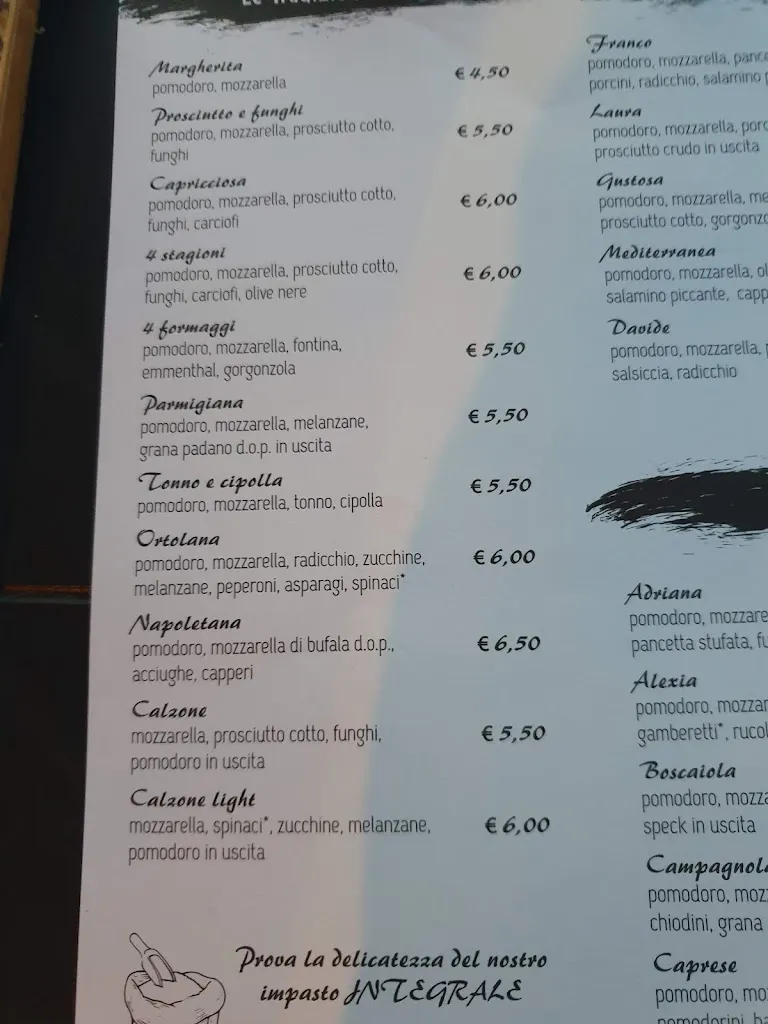 Margherita
€ 4,50
pomodoro, mozzarella
Prosciutto e funghi
€ 5,50
pomodoro, mozzarella, prosciutto cotto,
funghi
Capricciosa
€ 6,00
pomodoro, mozzarella, prosciutto cotto,
funghi, carciofi
4 stagioni
€ 6,00
pomodoro, mozzarella, prosciutto cotto,
funghi, carciofi, olive nere
4 formaggi
€ 5,50
pomodoro, mozzarella, fontina,
emmenthal, gorgonzola
Parmigiana
€ 5,50
pomodoro, mozzarella, melanzane,
grana padano d.o.p. in uscita
Tonno e cipolla
€ 5,50
pomodoro, mozzarella, tonno, cipolla
Ortolana
€ 6,00
pomodoro, mozzarella, radicchio, zucchine,
melanzane, peperoni, asparagi, spinaci*
Napoletana
€ 6,50
pomodoro, mozzarella di bufala d.o.p.,
acciughe, capperi
Calzone
€ 5,50
mozzarella, prosciutto cotto, funghi,
pomodoro in uscita
Calzone light
€ 6,00
mozzarella, spinaci*, zucchine, melanzane,
pomodoro in uscita
Prova la delicatezza del nostro
impasto INTEGRALE
Franco
pomodoro, mozzarella,
porcini, radicchio, salamino
Laura
pomodoro, mozzarella,
prosciutto crudo in uscita
Gustosa
pomodoro, mozzarella,
prosciutto cotto,
Mediterranea
pomodoro, mozzarella,
salamino piccante,
Davide
pomodoro, mozzarella,
salsiccia, radicchio
Adriana
pomodoro,
pancetta stufata,
Alexia
pomodoro,
gamberetti*,
Boscaiola
pomodoro,
speck in uscita
pomodoro,
chiodini, grana
Caprese
pomodoro,